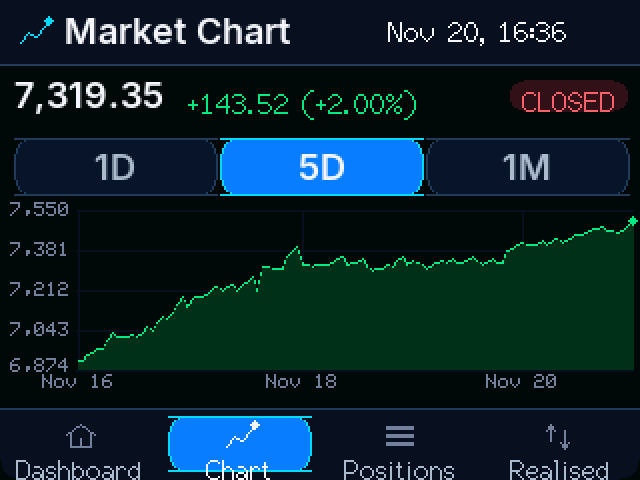 Market Chart
Nov 20, 16:36
7,319.35
+143.52 (+2.00%)
CLOSED
1D
5D
1M
7,550
7,381
7,212
7,043
6,874
Nov 16
Nov 18
Nov 20
Dashboard
Chart
Positions
Realised